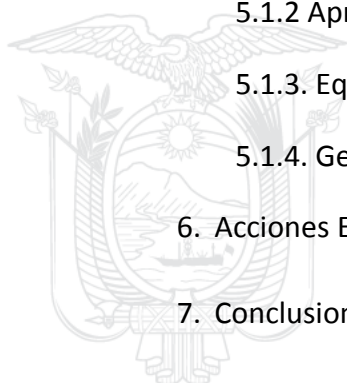 5.1.2 Apr
5.1.3. Eq
5.1.4. Ge
6. Acciones E
7. Conclusion